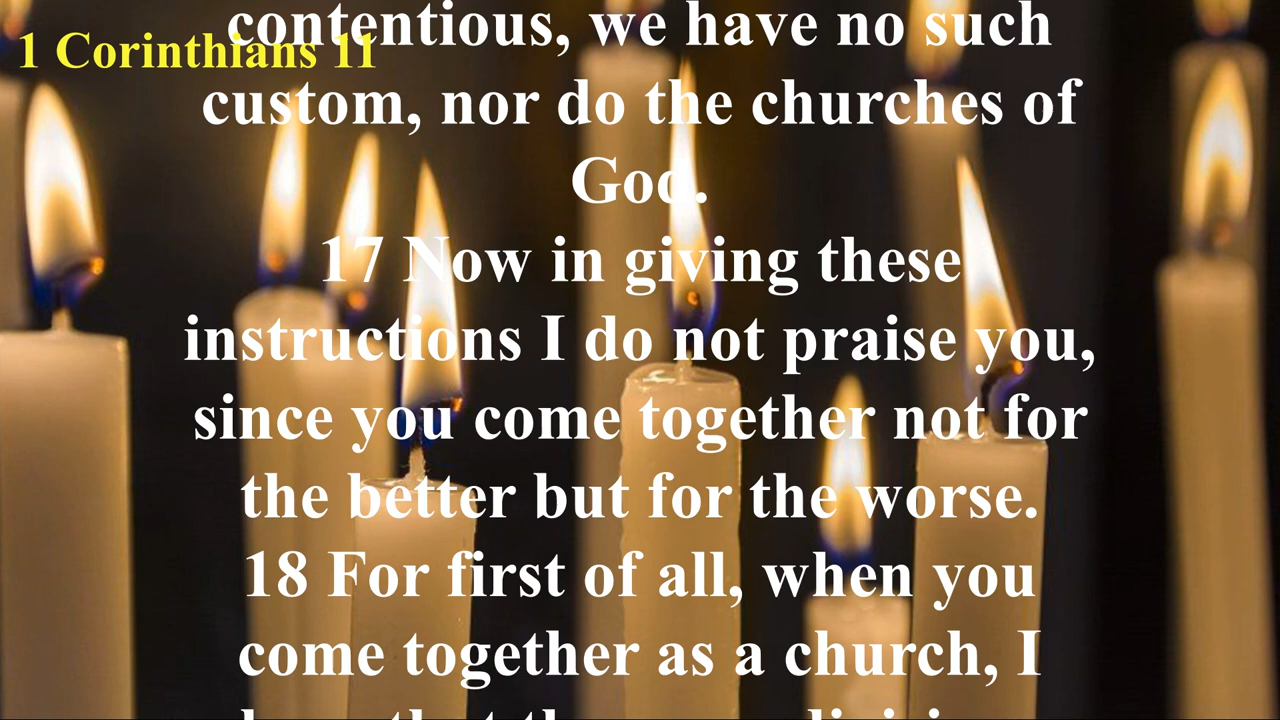 contentious, we have no such
1 Corinthians 11
custom, nor do the churches of
God.
17 Now in giving these
instructions I do not praise you,
since you come together not for
the better but for the worse.
18 For first of all, when you
come together as a church, I